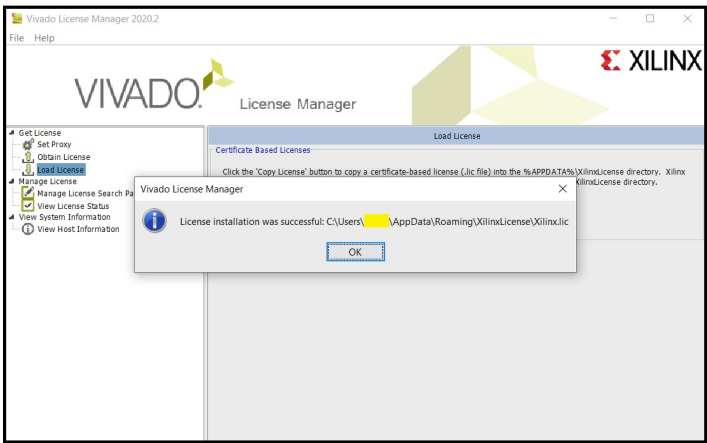 Vivado License Manager 2020.2
File Help
VIVADO.
License Manager
XILINX
Get License
Set Proxy
Obtain License
Load License
Manage License
Manage License Search Pa
View License Status
View System Information
View Host Information
Load License
Certificate Based Licenses
Click the 'Copy License' button to copy a certificate-based license (.lic file) into the %APPDATA%\XilinxLicense directory. Xilinx
XilinxLicense directory.
Vivado License Manager
License installation was successful: C:\Users\ \AppData\Roaming\XilinxLicense\Xilinx.lic
OK